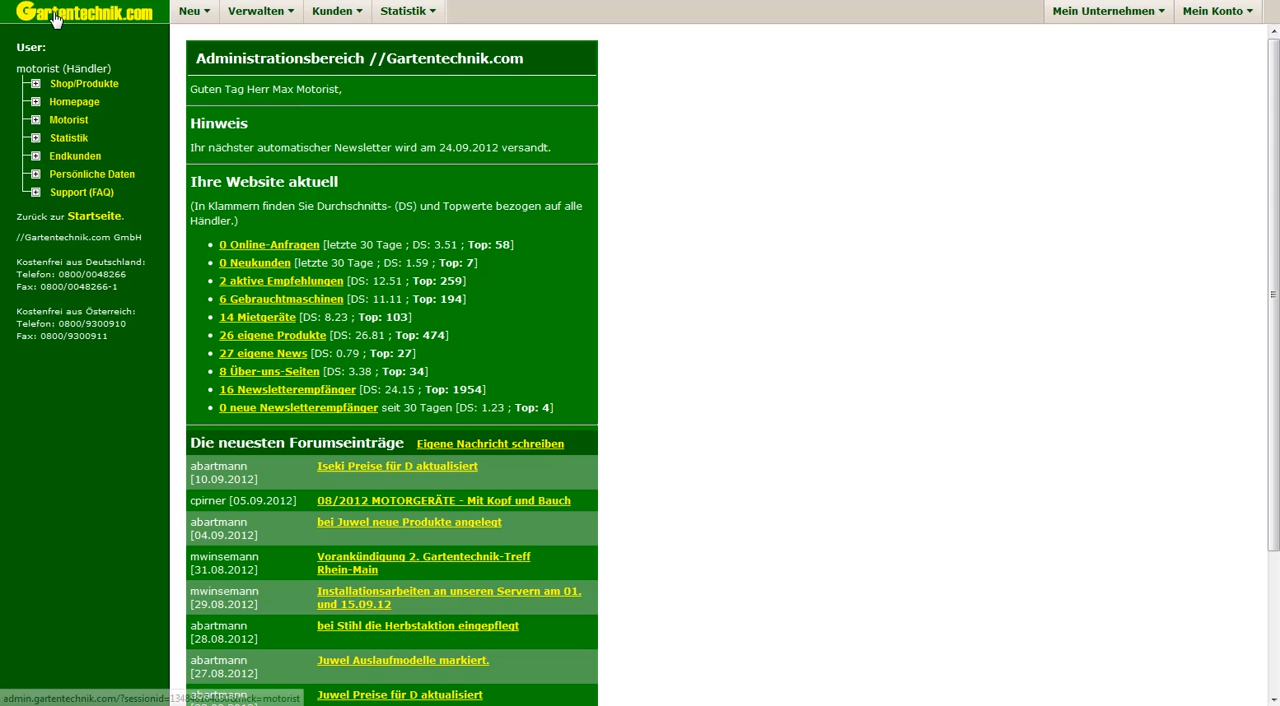 Gartentechnik.com
Neu
Verwalten
Kunden
Statistik
Mein Unternehmen
Mein Konto
User:
motorist (Händler)
Shop/Produkte
Homepage
Motorist
Statistik
Endkunden
Persönliche Daten
Support (FAQ)
Zurück zur Startseite.
//Gartentechnik.com GmbH
Kostenfrei aus Deutschland:
Telefon: 0800/0048266
Fax: 0800/0048266-1
Kostenfrei aus Österreich:
Telefon: 0800/9300910
Fax: 0800/9300911
Administrationsbereich //Gartentechnik.com
Guten Tag Herr Max Motorist,
Hinweis
Ihr nächster automatischer Newsletter wird am 24.09.2012 versandt.
Ihre Website aktuell
(In Klammern finden Sie Durchschnitts- (DS) und Topwerte bezogen auf alle
Händler.)
0 Online-Anfragen [letzte 30 Tage ; DS: 3.51 ; Top: 58]
0 Neukunden [letzte 30 Tage ; DS: 1.59 ; Top: 7]
2 aktive Empfehlungen [DS: 12.51 ; Top: 259]
6 Gebrauchtmaschinen [DS: 11.11 ; Top: 194]
14 Mietgeräte [DS: 8.23 ; Top: 103]
26 eigene Produkte [DS: 26.81 ; Top: 474]
27 eigene News [DS: 0.79 ; Top: 27]
8 Über-uns-Seiten [DS: 3.38 ; Top: 34]
16 Newsletterempfänger [DS: 24.15 ; Top: 1954]
0 neue Newsletterempfänger seit 30 Tagen [DS: 1.23 ; Top: 4]
Die neuesten Forumseinträge Eigene Nachricht schreiben
abartmann
[10.09.2012]
Iseki Preise für D aktualisiert
cpirner [05.09.2012] 08/2012 MOTORGERÄTE - Mit Kopf und Bauch
abartmann
[04.09.2012]
bei Juwel neue Produkte angelegt
mwinsemann
[31.08.2012]
Vorankündigung 2. Gartentechnik-Treff
Rhein-Main
mwinsemann
[29.08.2012]
Installationsarbeiten an unseren Servern am 01.
und 15.09.12
abartmann
[28.08.2012]
bei Stihl die Herbstaktion eingepflegt
abartmann
[27.08.2012]
Juwel Auslaufmodelle markiert.
abartmann
Juwel Preise für D aktualisiert